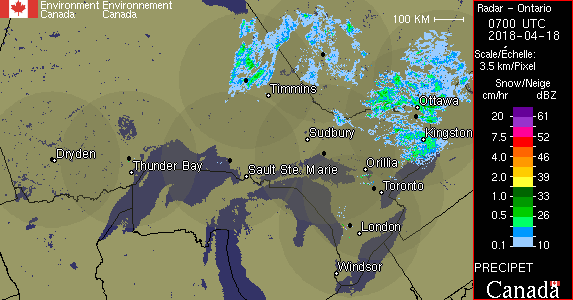 Environment Environnement
Canada Canada
100 KM
Timmins
Ottawa
Sudbury
Kingston
Dryden
Thunder Bay
Sault Ste. Marie
Orillia
Toronto
London
Windsor
Radar - Ontario
0700 UTC
2018-04-18
Scale/Échelle:
3.5 km/Pixel
Snow/Neige
cm/hr dBZ
20 61
7.5 52
4.0 46
2.0 39
1.0 33
0.5 26
0.1 10
PRECIPET
Canada